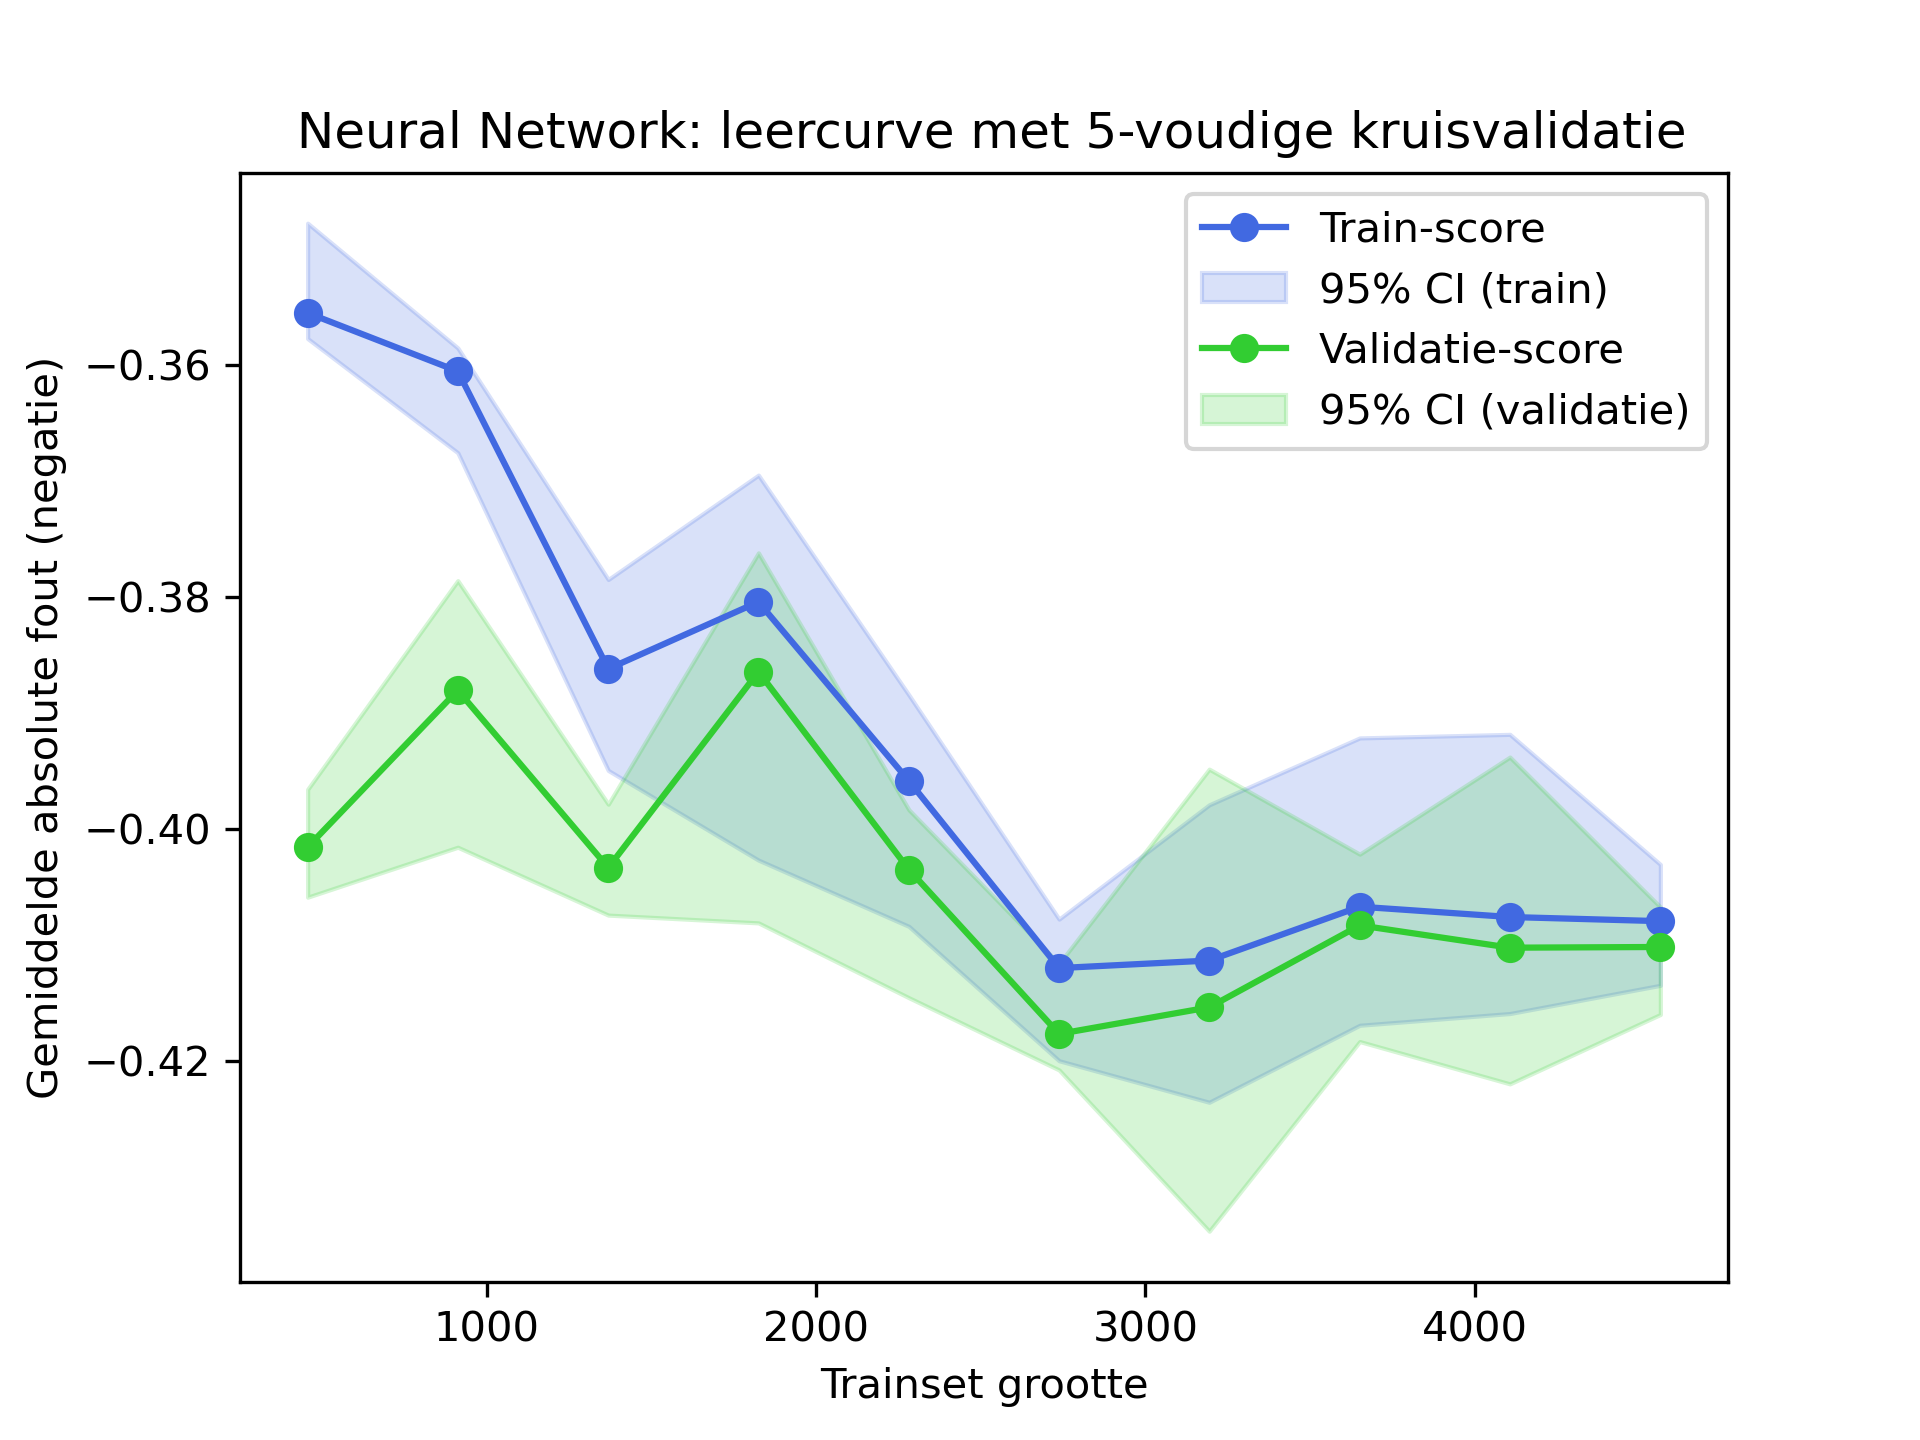 Neural Network: leercurve met 5-voudige kruisvalidatie
Train-score
95% CI (train)
Validatie-score
95% CI (validatie)
Gemiddelde absolute fout (negatie)
−0.36
−0.38
−0.40
−0.42
1000 2000 3000 4000
Trainset grootte